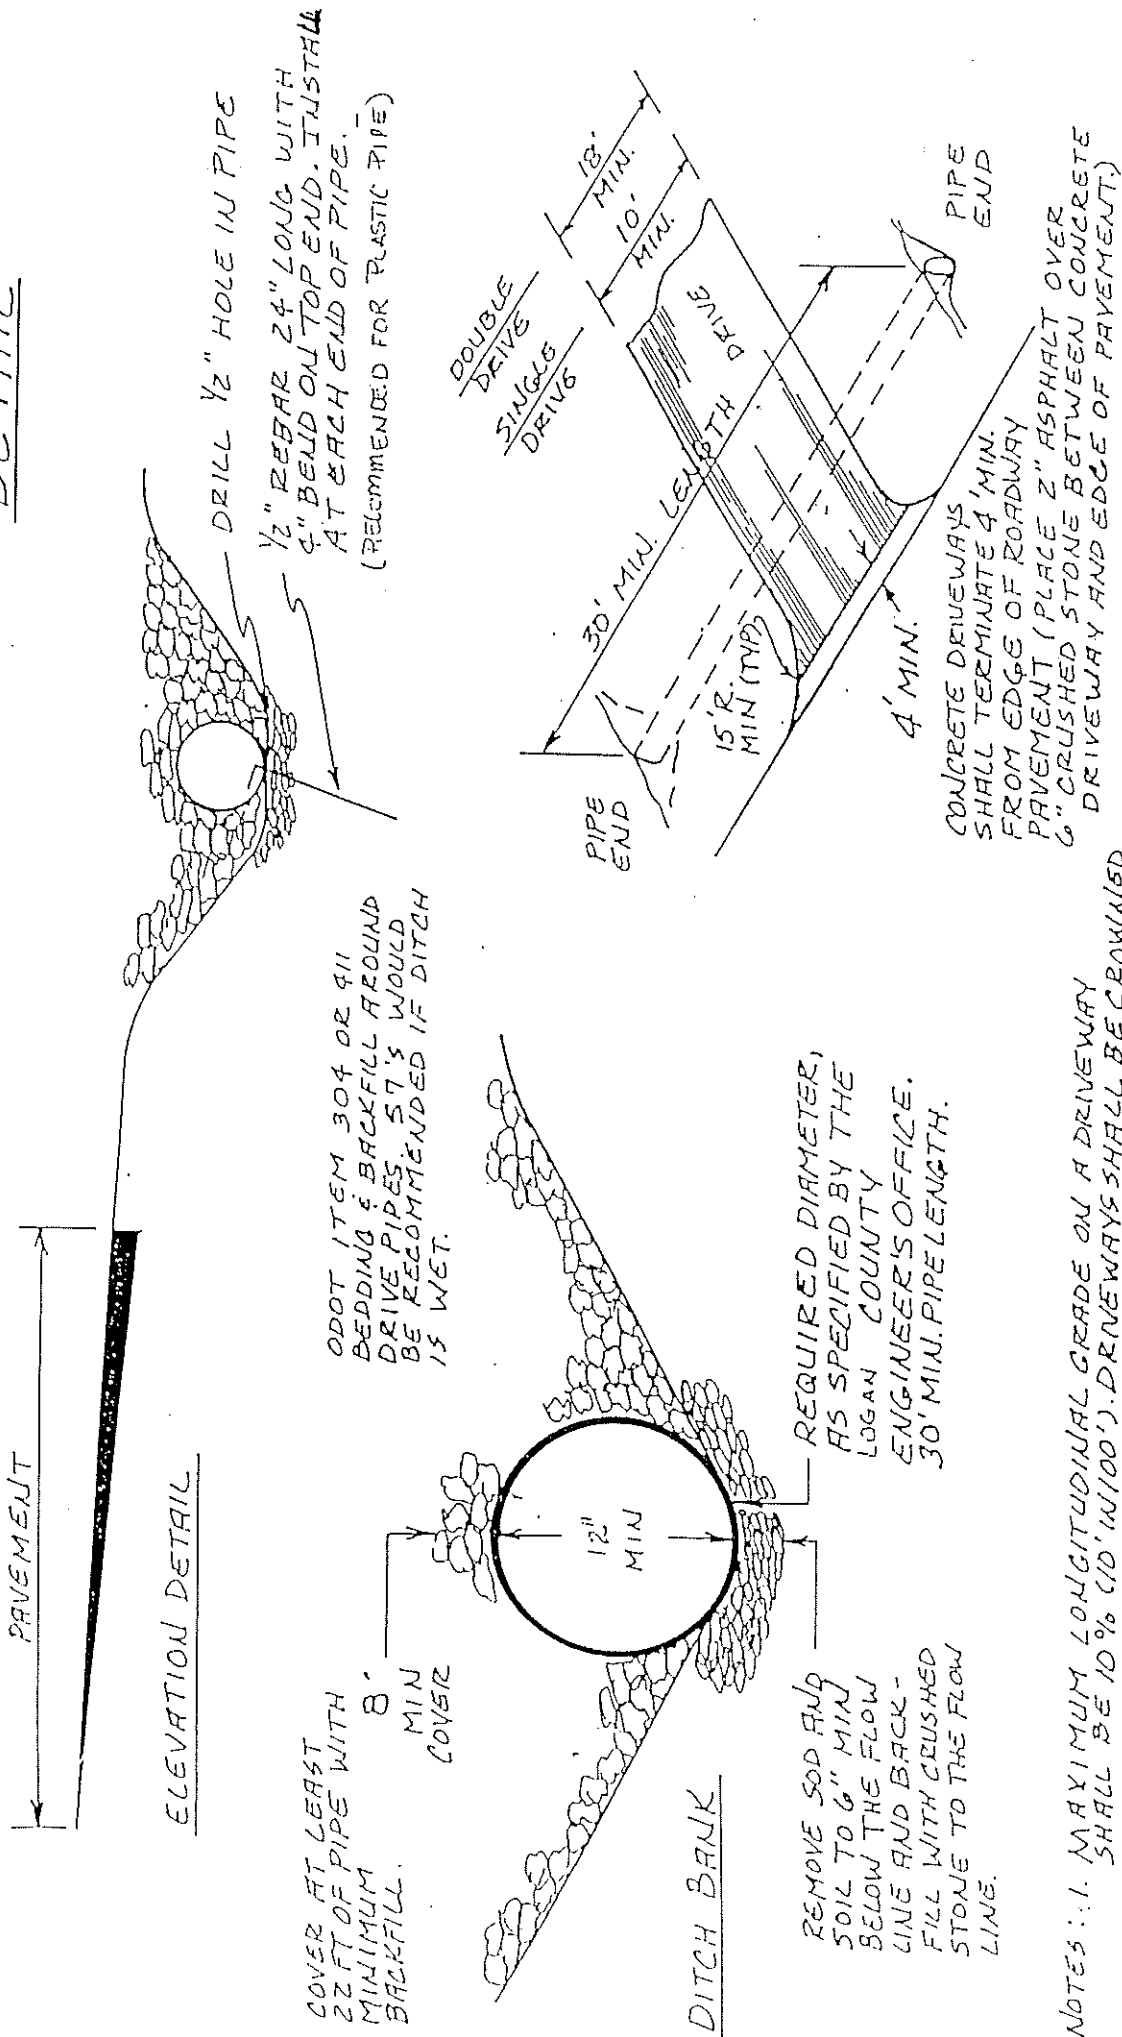 DETAIL
PAVEMENT
ELEVATION DETAIL
DRILL 1/2" HOLE IN PIPE
1/2" REBAR 24" LONG WITH
4" BEND ON TOP END. INSTALL
AT EACH END OF PIPE.
(RECOMMENDED FOR PLASTIC PIPE)
COVER AT LEAST
22 FT OF PIPE WITH
MINIMUM
BACKFILL.
8"
MIN
COVER
ODOT ITEM 304 OR 411
BEDDING & BACKFILL AROUND
DRIVE PIPES. 57'S WOULD
BE RECOMMENDED IF DITCH
IS WET.
12"
MIN
DITCH BANK
REMOVE SOD AND
SOIL TO 6" MIN
BELOW THE FLOW
LINE AND BACK-
FILL WITH CRUSHED
STONE TO THE FLOW
LINE.
REQUIRED DIAMETER,
AS SPECIFIED BY THE
LOGAN COUNTY
ENGINEER'S OFFICE.
30' MIN. PIPE LENGTH.
DOUBLE
DRIVE
SINGLE
DRIVE
18'
MIN.
10'
MIN.
DRIVE
30' MIN. LENGTH
15'R.
MIN (TYP)
PIPE
END
PIPE
END
4' MIN.
CONCRETE DRIVEWAYS
SHALL TERMINATE 4' MIN.
FROM EDGE OF ROADWAY
PAVEMENT (PLACE 2" ASPHALT OVER
6" CRUSHED STONE BETWEEN CONCRETE
DRIVEWAY AND EDGE OF PAVEMENT.)
NOTES: 1. MAXIMUM LONGITUDINAL GRADE ON A DRIVEWAY
SHALL BE 10% (10' IN 100'). DRIVEWAYS SHALL BE CROWNED